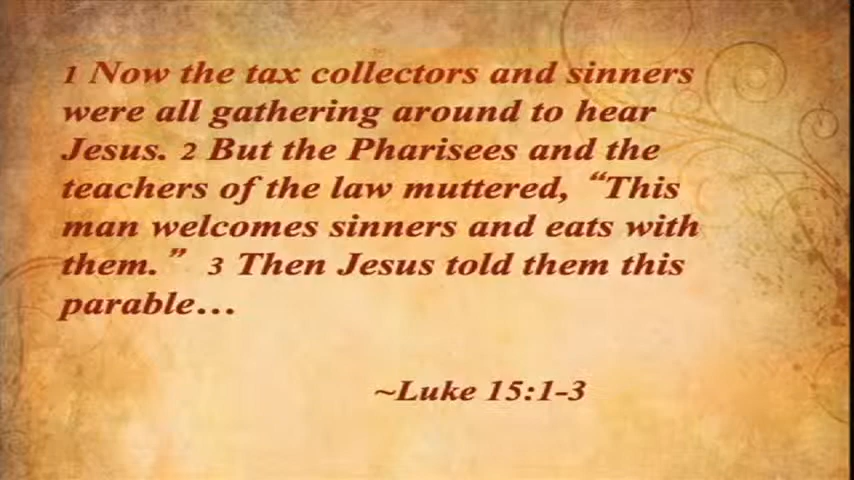 1 Now the tax collectors and sinners
were all gathering around to hear
Jesus. 2 But the Pharisees and the
teachers of the law muttered, “This
man welcomes sinners and eats with
them.” 3 Then Jesus told them this
parable…
~Luke 15:1-3